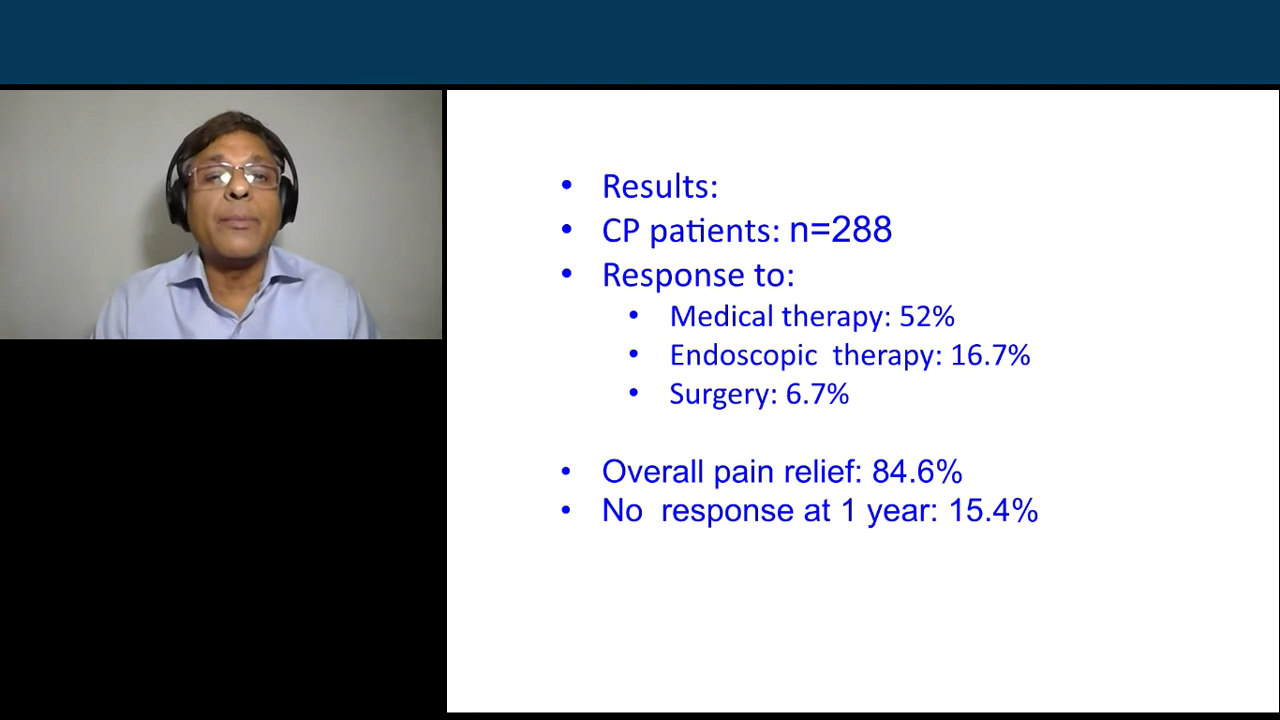 • Results:
• CP patients: n=288
• Response to:
• Medical therapy: 52%
• Endoscopic  therapy: 16.7%
• Surgery: 6.7%
• Overall pain relief: 84.6%
• No  response at 1 year: 15.4%